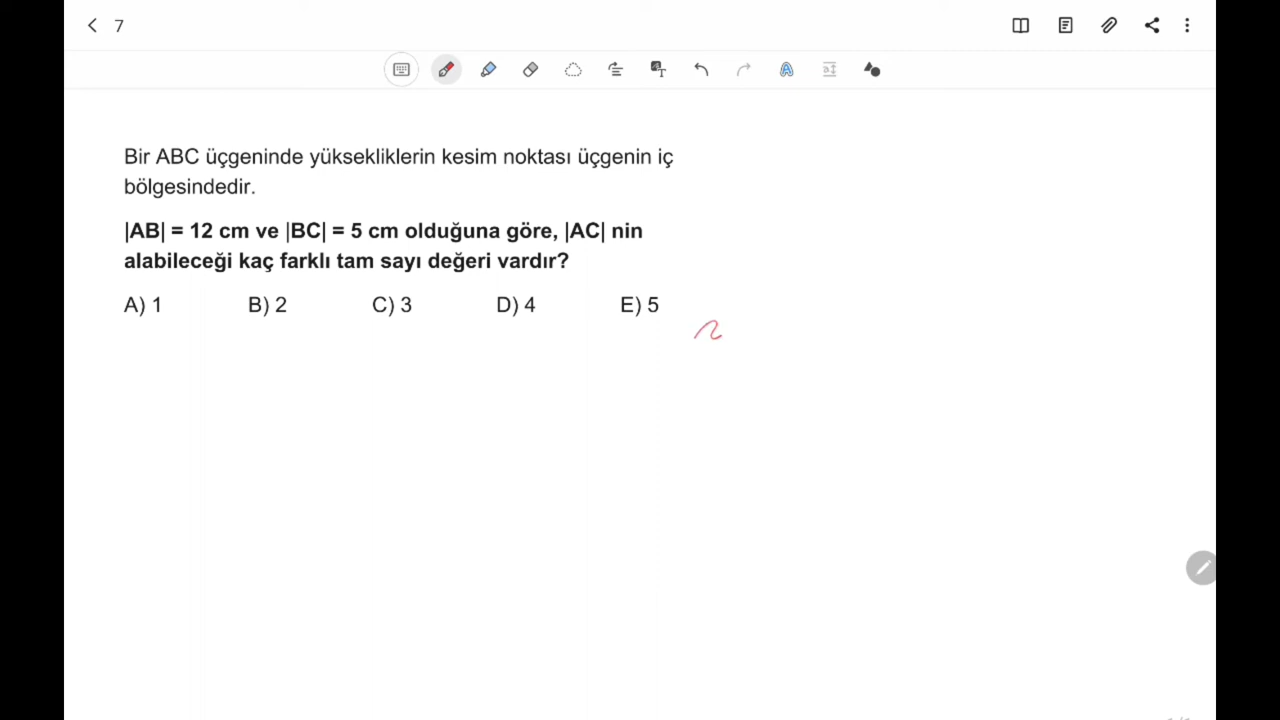 7
Bir ABC üçgeninde yüksekliklerin kesim noktası üçgenin iç
bölgesindedir.
|AB| = 12 cm ve |BC| = 5 cm olduğuna göre, |AC| nin
alabileceği kaç farklı tam sayı değeri vardır?
A) 1 B) 2 C) 3 D) 4 E) 5